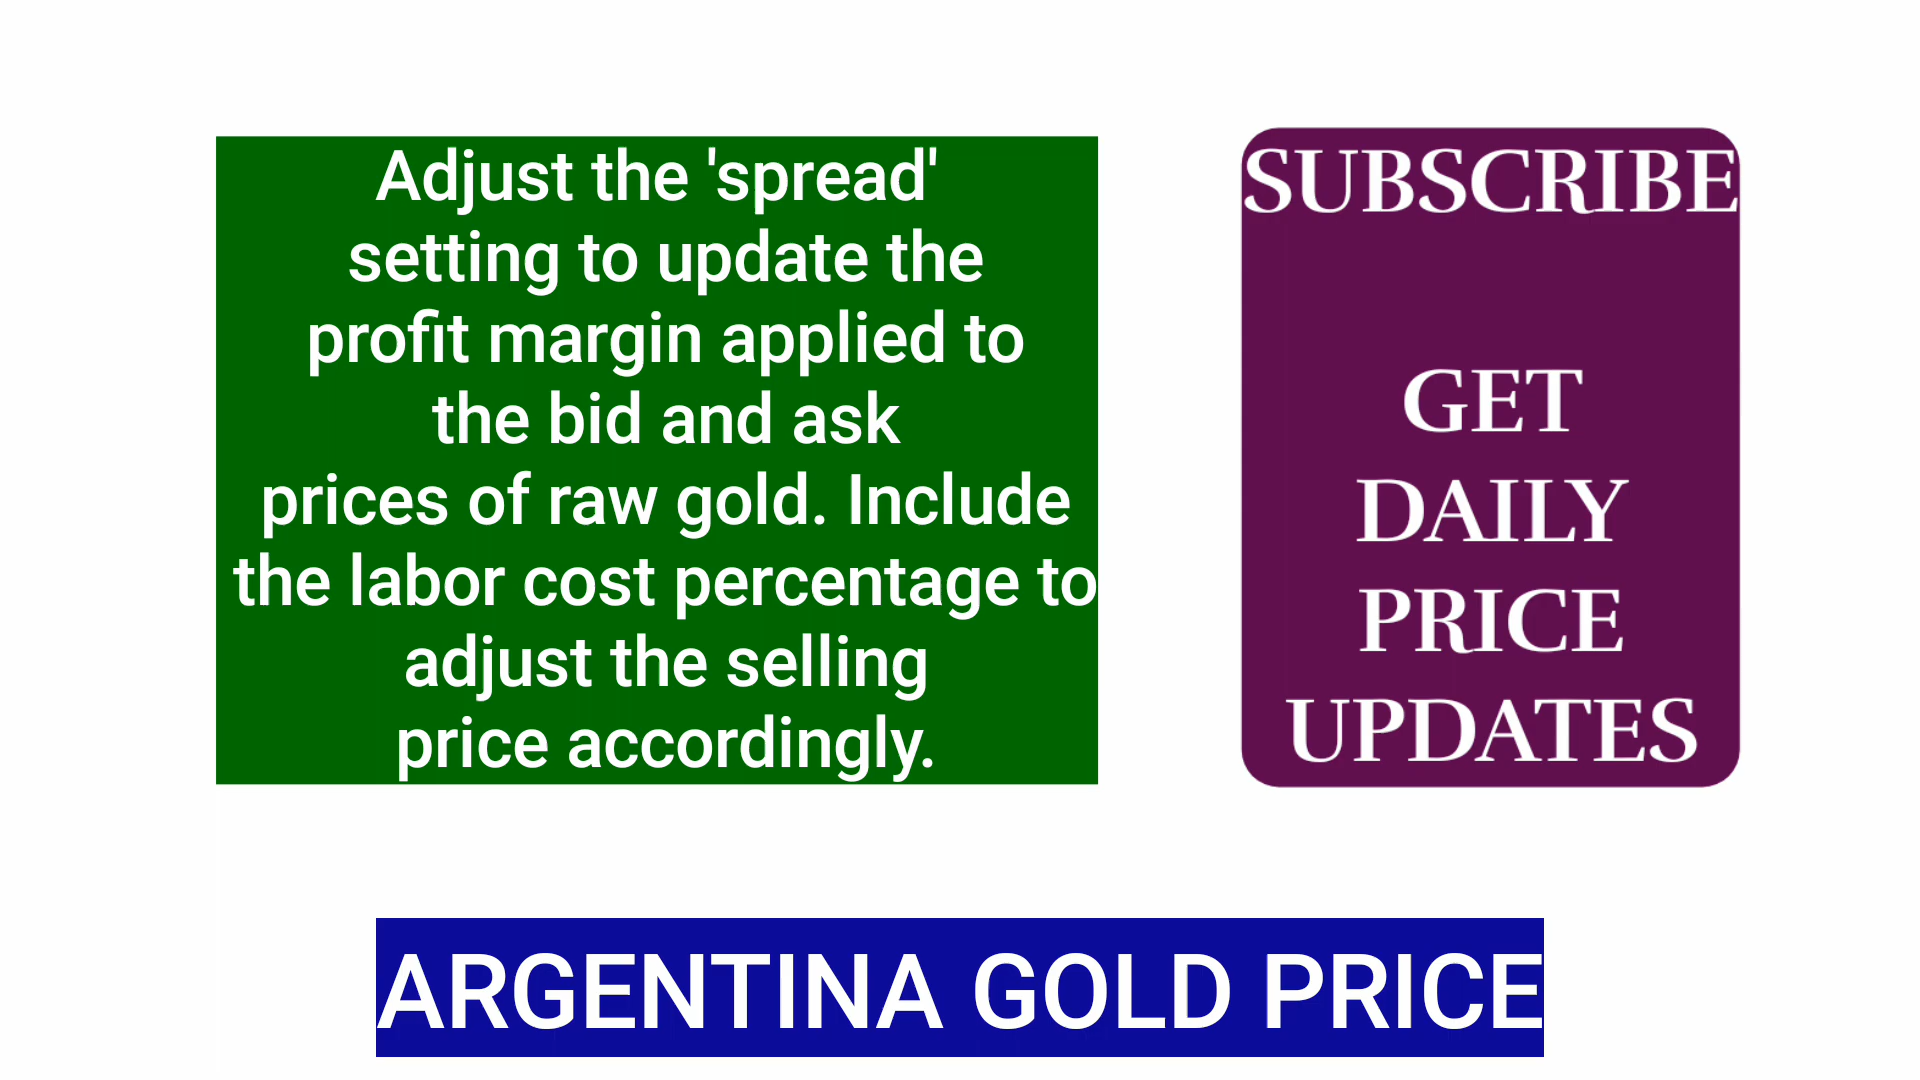 Adjust the 'spread'
setting to update the
profit margin applied to
the bid and ask
prices of raw gold. Include
the labor cost percentage to
adjust the selling
price accordingly.
SUBSCRIBE
GET
DAILY
PRICE
UPDATES
ARGENTINA GOLD PRICE